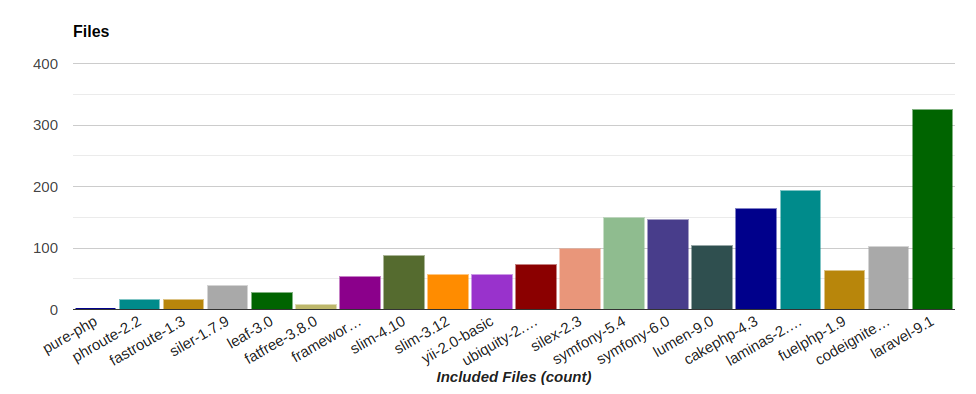 Files
400
300
200
100
0
pure-php
phroute-2.2
fastroute-1.3
siler-1.7.9
leaf-3.0
fatfree-3.8.0
framewor…
slim-4.10
slim-3.12
yii-2.0-basic
ubiquity-2.…
silex-2.3
symfony-5.4
symfony-6.0
lumen-9.0
cakephp-4.3
laminas-2.…
fuelphp-1.9
codeignite…
laravel-9.1
Included Files (count)